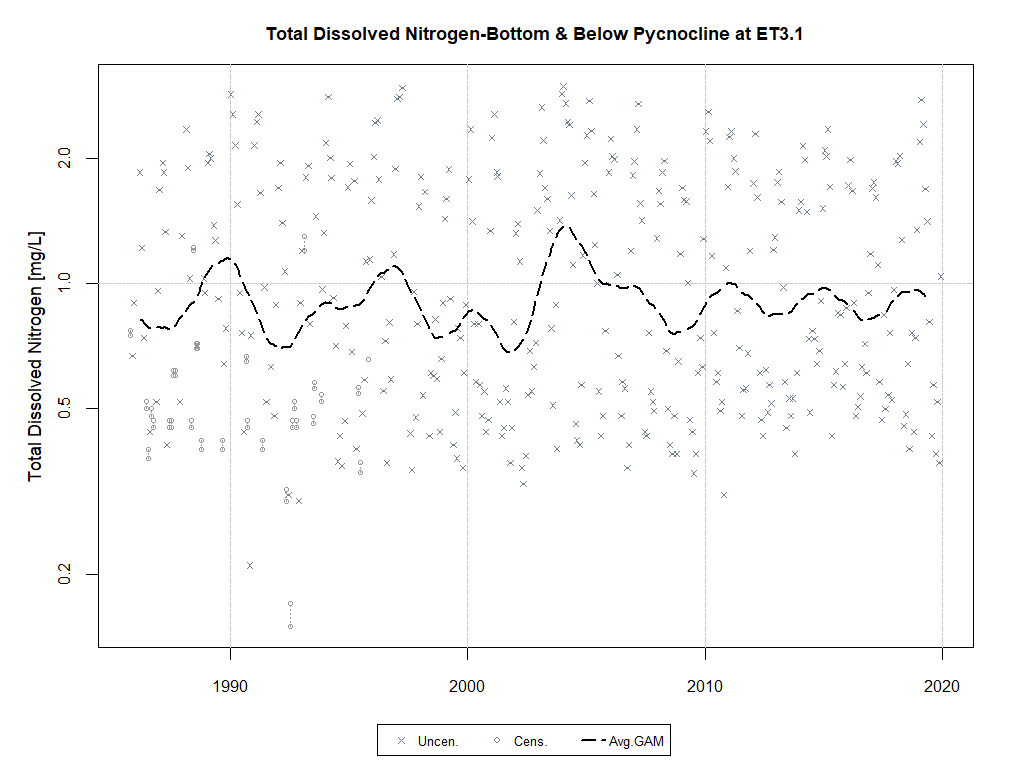 Total Dissolved Nitrogen-Bottom & Below Pycnocline at ET3.1
Total Dissolved Nitrogen [mg/L]
2.0
1.0
0.5
0.2
1990 2000 2010 2020
Uncen. Cens. Avg.GAM